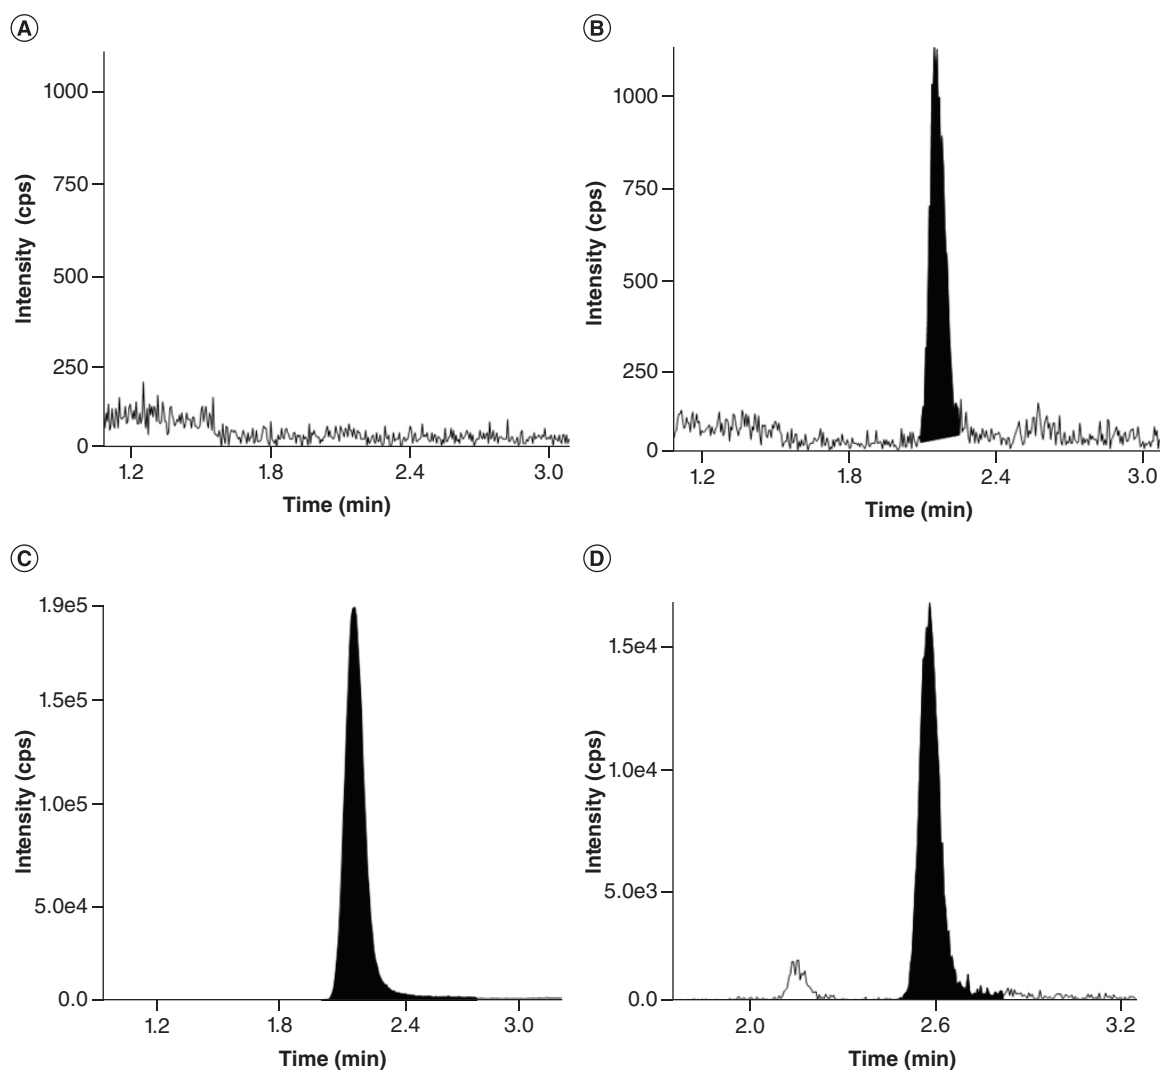 A
1000
750
500
250
0
Intensity (cps)
1.2 1.8 2.4 3.0
Time (min)
B
1000
750
500
250
0
Intensity (cps)
1.2 1.8 2.4 3.0
Time (min)
C
1.9e5
1.5e5
1.0e5
5.0e4
0.0
Intensity (cps)
1.2 1.8 2.4 3.0
Time (min)
D
1.5e4
1.0e4
5.0e3
0.0
Intensity (cps)
2.0 2.6 3.2
Time (min)